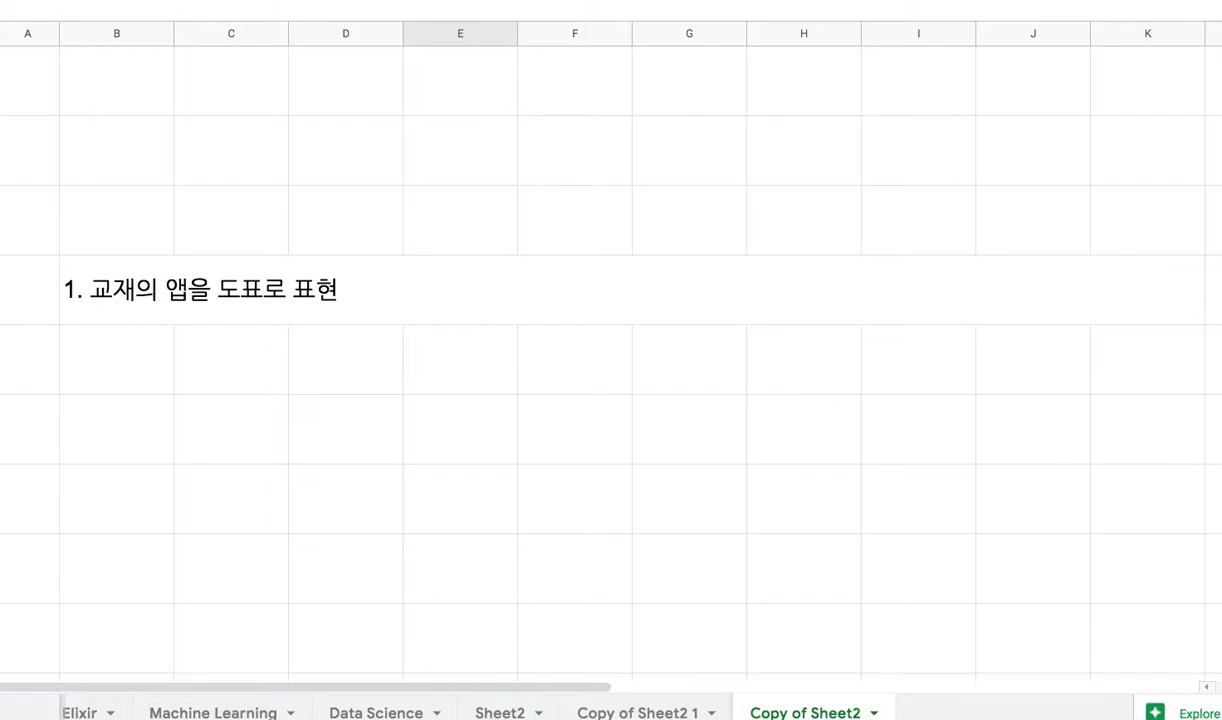 A B C D E F G H I J K
1. 교재의 앱을 도표로 표현
Elixir Machine Learning Data Science Sheet2 Copy of Sheet2 1 Copy of Sheet2 Explore